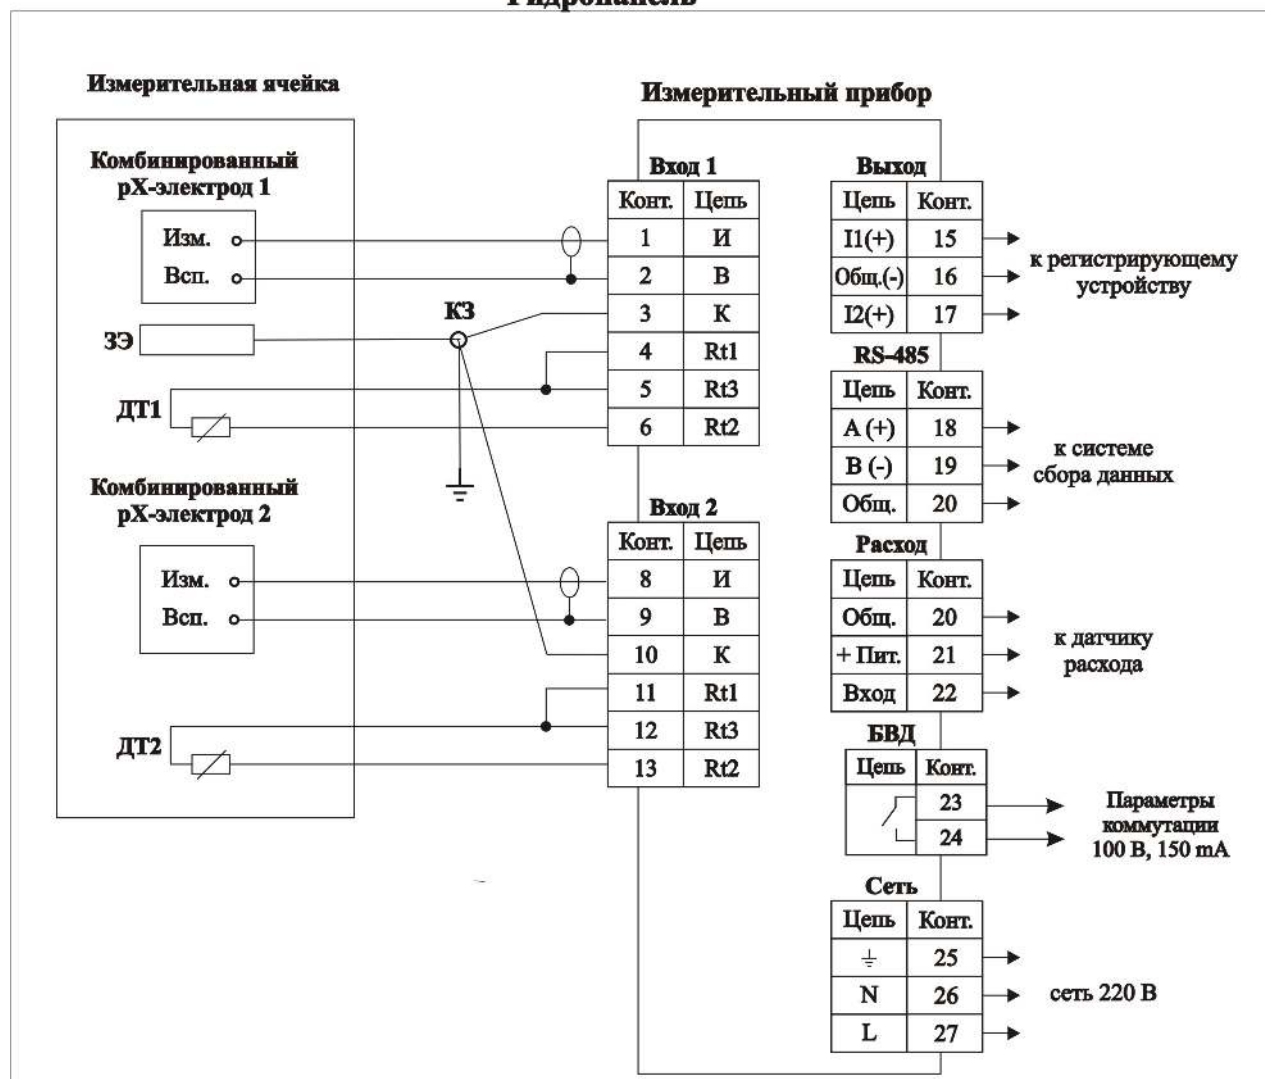 Гидропанель
Измерительная ячейка
Измерительный прибор
Комбинированный
рХ-электрод 1
Изм.
Всп.
ЗЭ
КЗ
ДТ1
Комбинированный
рХ-электрод 2
Изм.
Всп.
ДТ2
Вход 1
Конт. Цепь
1 И
2 В
3 К
4 Rt1
5 Rt3
6 Rt2
Вход 2
Конт. Цепь
8 И
9 В
10 К
11 Rt1
12 Rt3
13 Rt2
Выход
Цепь Конт.
I1(+) 15
Общ.(-) 16
I2(+) 17
к регистрирующему
устройству
RS-485
Цепь Конт.
A (+) 18
B (-) 19
Общ. 20
к системе
сбора данных
Расход
Цепь Конт.
Общ. 20
+ Пит. 21
Вход 22
к датчику
расхода
БВД
Цепь Конт.
23
24
Параметры
коммутации
100 В, 150 mA
Сеть
Цепь Конт.
25
N 26
L 27
сеть 220 В